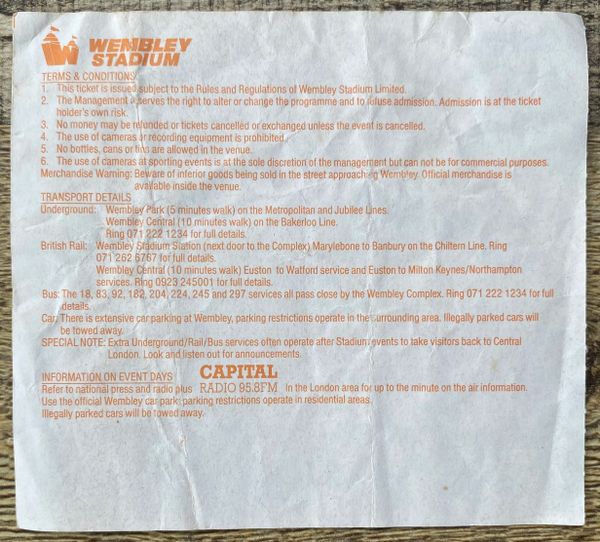 WEMBLEY
STADIUM
TERMS & CONDITIONS
1. This ticket is issued subject to the Rules and Regulations of Wembley Stadium Limited.
2. The Management reserves the right to alter or change the programme and to refuse admission. Admission is at the ticket
holder's own risk.
3. No money may be refunded or tickets cancelled or exchanged unless the event is cancelled.
4. The use of cameras or recording equipment is prohibited.
5. No bottles, cans or tins are allowed in the venue.
6. The use of cameras at sporting events is at the sole discretion of the management but can not be for commercial purposes.
Merchandise Warning: Beware of inferior goods being sold in the street approaching Wembley. Official merchandise is
available inside the venue.
TRANSPORT DETAILS
Underground: Wembley Park (5 minutes walk) on the Metropolitan and Jubilee Lines.
Wembley Central (10 minutes walk) on the Bakerloo Line.
Ring 071 222 1234 for full details.
British Rail: Wembley Stadium Station (next door to the Complex) Marylebone to Banbury on the Chiltern Line. Ring
071 262 6767 for full details.
Wembley Central (10 minutes walk) Euston to Watford service and Euston to Milton Keynes/Northampton
services. Ring 0923 245001 for full details.
Bus: The 18, 83, 92, 182, 204, 224, 245 and 297 services all pass close by the Wembley Complex. Ring 071 222 1234 for full
details.
Car: There is extensive car parking at Wembley, parking restrictions operate in the surrounding area. Illegally parked cars will
be towed away.
SPECIAL NOTE: Extra Underground/Rail/Bus services often operate after Stadium events to take visitors back to Central
London. Look and listen out for announcements.
INFORMATION ON EVENT DAYS CAPITAL
Refer to national press and radio plus RADIO 95.8FM In the London area for up to the minute on the air information.
Use the official Wembley car park: parking restrictions operate in residential areas.
Illegally parked cars will be towed away.